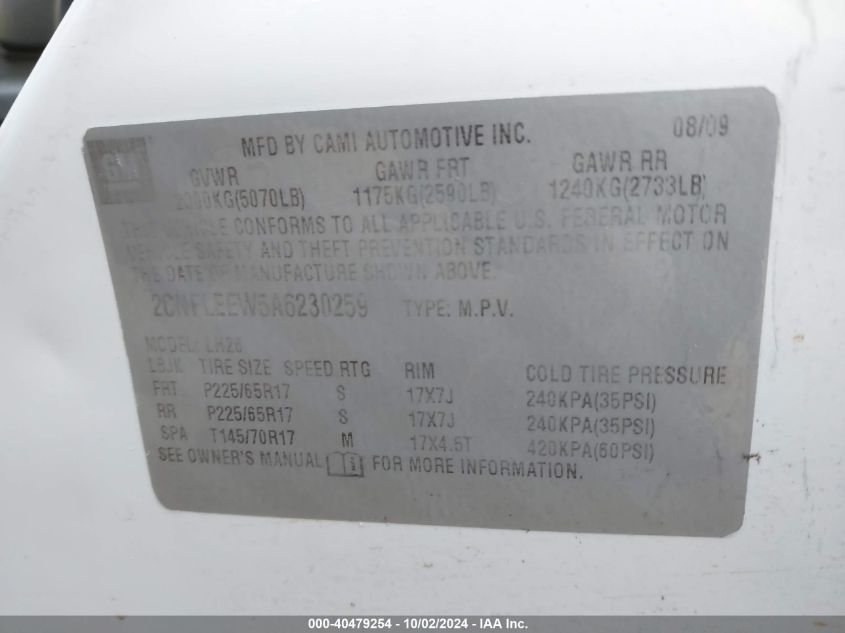 GM
MFD BY CAMI AUTOMOTIVE INC. 08/09
GVWR GAWR FRT GAWR RR
2300KG(5070LB) 1175KG(2590LB) 1240KG(2733LB)
THIS VEHICLE CONFORMS TO ALL APPLICABLE U.S. FEDERAL MOTOR
VEHICLE SAFETY AND THEFT PREVENTION STANDARDS IN EFFECT ON
THE DATE OF MANUFACTURE SHOWN ABOVE.
2CNFLEEW5A6230259 TYPE: M.P.V.
MODEL: LH26
LBJK TIRE SIZE SPEED RTG RIM COLD TIRE PRESSURE
FRT P225/65R17 S 17X7J 240KPA(35PSI)
RR P225/65R17 S 17X7J 240KPA(35PSI)
SPA T145/70R17 M 17X4.5T 420KPA(60PSI)
SEE OWNER'S MANUAL FOR MORE INFORMATION.
000-40479254 - 10/02/2024 - IAA Inc.